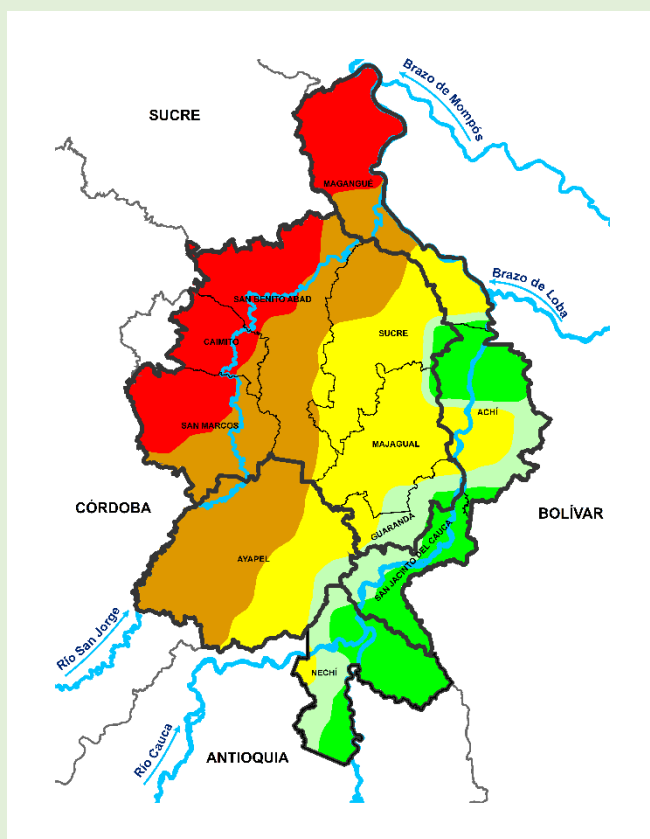 Brazo de Mompós
SUCRE
MAGANGUE
Brazo de Loba
SAN BENITO ABAD
SUCRE
CAIMITO
ACHÍ
SAN MARCOS
MAJAGUAL
CÓRDOBA
BOLÍVAR
GUARANDA
AYAPEL
SAN JACINTO DEL CAUCA
Río San Jorge
NECHÍ
Río Cauca
ANTIOQUIA